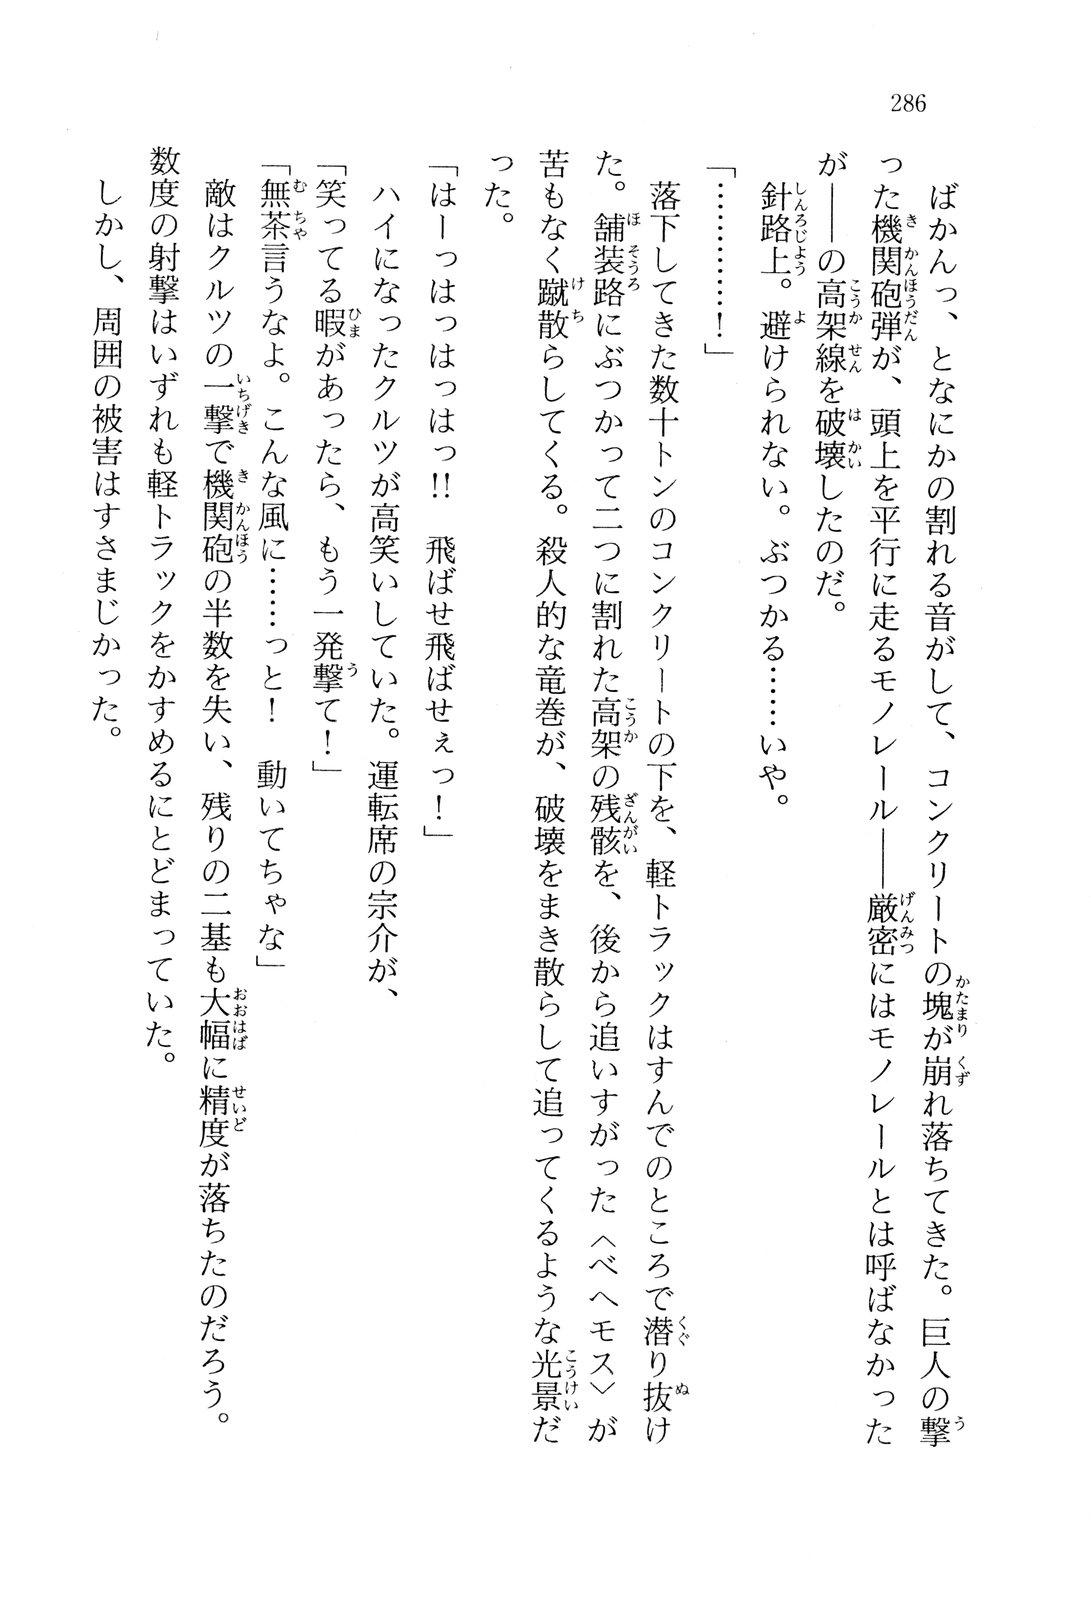 286
ばかんっ、となにかの割れる音がして、コンクリートの塊が崩れ落ちてきた。巨人の撃
った機関砲弾が、頭上を平行に走るモノレール――厳密にはモノレールとは呼ばなかった
が――の高架線を破壊したのだ。
針路上。避けられない。ぶつかる……いや。
「…………！」
落下してきた数十トンのコンクリートの下を、軽トラックはすんでのところで潜り抜け
た。舗装路にぶつかって二つに割れた高架の残骸を、後から追いすがった〈ベヘモス〉が
苦もなく蹴散らしてくる。殺人的な竜巻が、破壊をまき散らして追ってくるような光景だ
った。
「はーっはっはっはっ!!　飛ばせ飛ばせぇっ！」
ハイになったクルツが高笑いしていた。運転席の宗介が、
「笑ってる暇があったら、もう一発撃て！」
「無茶言うなよ。こんな風に……っと！　動いてちゃな」
敵はクルツの一撃で機関砲の半数を失い、残りの二基も大幅に精度が落ちたのだろう。
数度の射撃はいずれも軽トラックをかすめるにとどまっていた。
しかし、周囲の被害はすさまじかった。